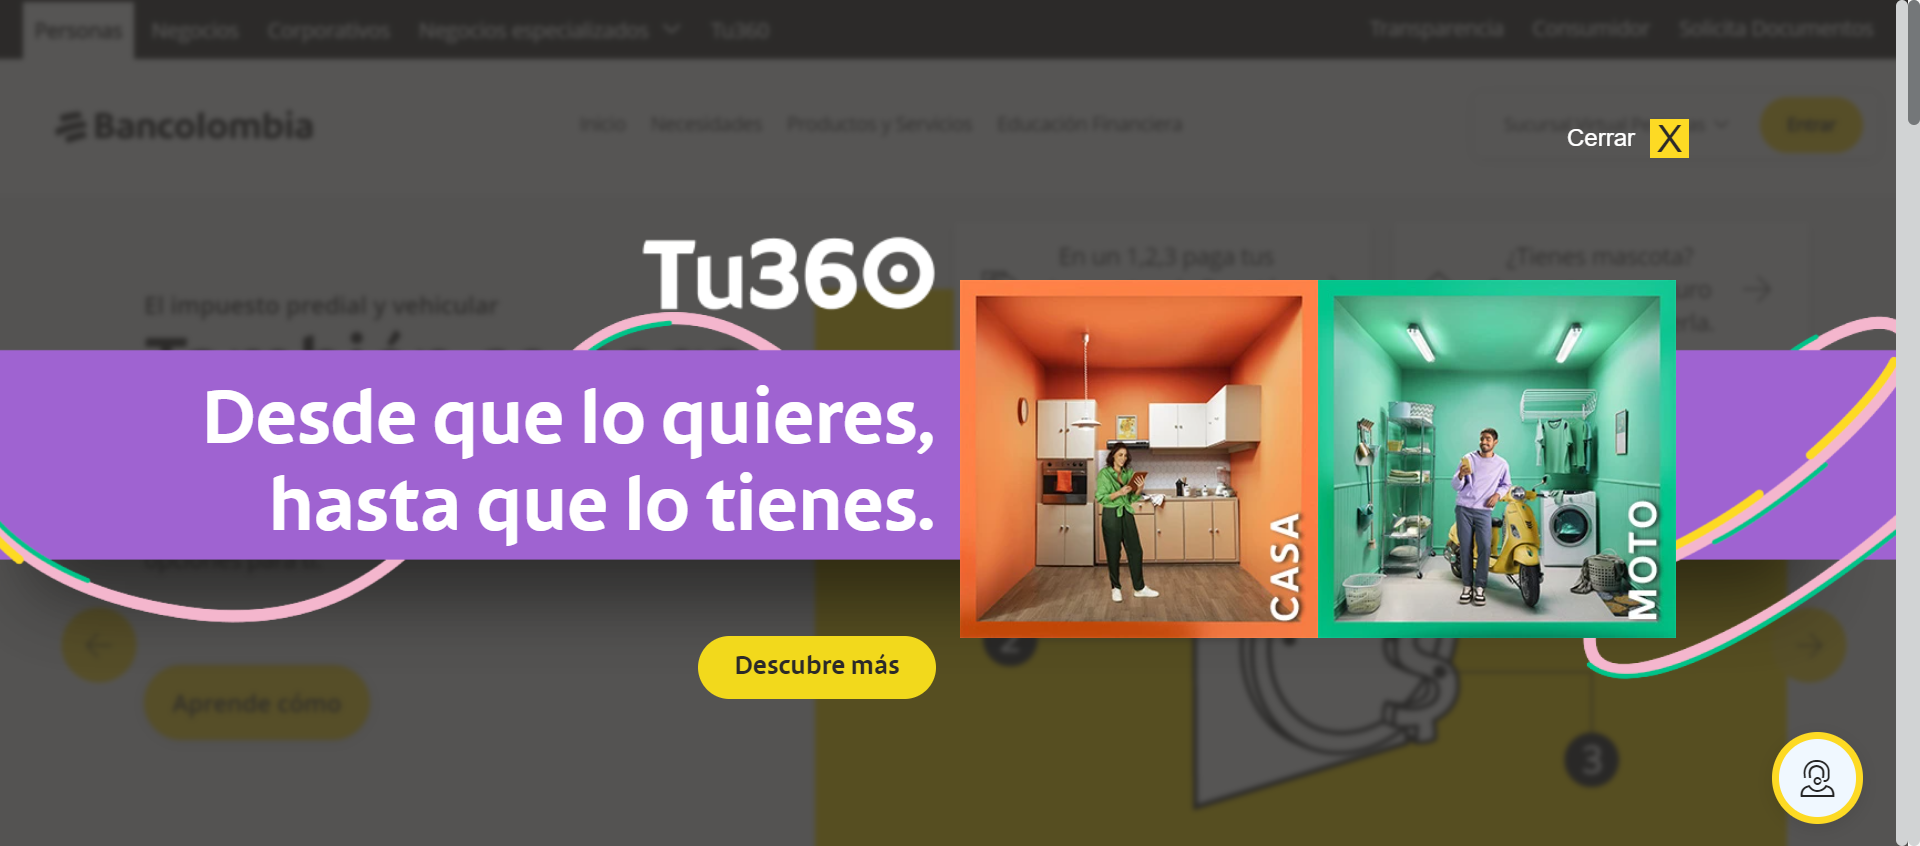 Personas Negocios Corporativos Negocios especializados Tu360 Transparencia Consumidor Solicita Documentos
Bancolombia Inicio Necesidades Productos y Servicios Educación Financiera Sucursal Virtual Entrar
Cerrar X
Tu360
En un 1,2,3 paga tus
¿Tienes mascota?
El impuesto predial y vehicular
Desde que lo quieres,
hasta que lo tienes.
CASA
MOTO
2
Descubre más
Aprende cómo
3